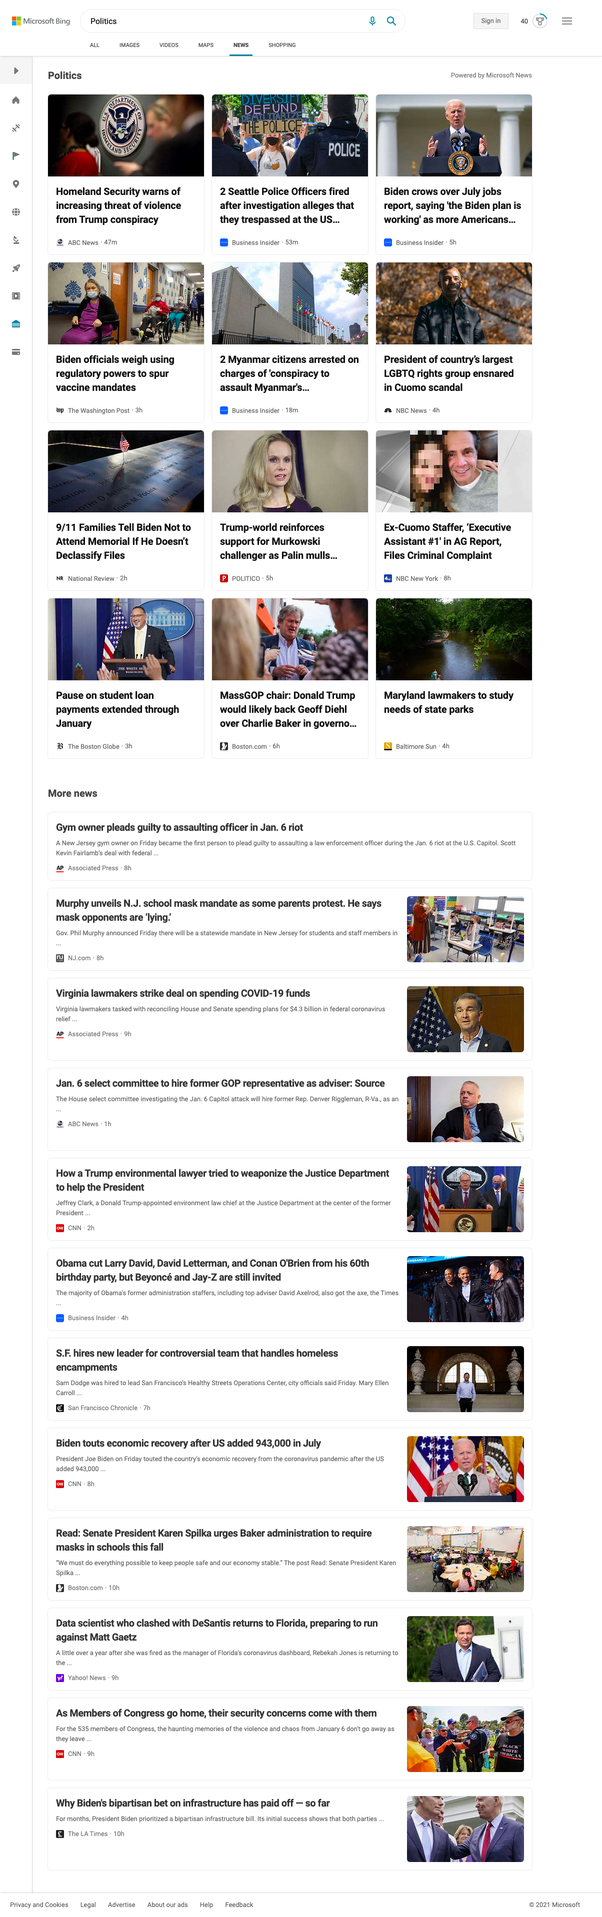 Microsoft Bing
Politics
Sign in
40
ALL IMAGES VIDEOS MAPS NEWS SHOPPING
Politics
Powered by Microsoft News
DEFUND
THE POLICE
POLICE
Homeland Security warns of
increasing threat of violence
from Trump conspiracy
ABC News · 47m
2 Seattle Police Officers fired
after investigation alleges that
they trespassed at the US...
Business Insider · 53m
Biden crows over July jobs
report, saying 'the Biden plan is
working' as more Americans...
Business Insider · 5h
Biden officials weigh using
regulatory powers to spur
vaccine mandates
The Washington Post · 3h
2 Myanmar citizens arrested on
charges of 'conspiracy to
assault Myanmar's...
Business Insider · 18m
President of country's largest
LGBTQ rights group ensnared
in Cuomo scandal
NBC News · 4h
9/11 Families Tell Biden Not to
Attend Memorial If He Doesn't
Declassify Files
National Review · 2h
Trump-world reinforces
support for Murkowski
challenger as Palin mulls...
POLITICO · 5h
Ex-Cuomo Staffer, 'Executive
Assistant #1' in AG Report,
Files Criminal Complaint
NBC New York · 8h
Pause on student loan
payments extended through
January
The Boston Globe · 3h
MassGOP chair: Donald Trump
would likely back Geoff Diehl
over Charlie Baker in governo...
Boston.com · 6h
Maryland lawmakers to study
needs of state parks
Baltimore Sun · 4h
More news
Gym owner pleads guilty to assaulting officer in Jan. 6 riot
A New Jersey gym owner on Friday became the first person to plead guilty to assaulting a law enforcement officer during the Jan. 6 riot at the U.S. Capitol. Scott
Kevin Fairlamb's deal with federal ...
Associated Press · 8h
Murphy unveils N.J. school mask mandate as some parents protest. He says
mask opponents are 'lying.'
Gov. Phil Murphy announced Friday there will be a statewide mandate in New Jersey for students and staff members in
...
NJ.com · 8h
Virginia lawmakers strike deal on spending COVID-19 funds
Virginia lawmakers tasked with reconciling House and Senate spending plans for $4.3 billion in federal coronavirus
relief ...
Associated Press · 9h
Jan. 6 select committee to hire former GOP representative as adviser: Source
The House select committee investigating the Jan. 6 Capitol attack will hire former Rep. Denver Riggleman, R-Va., as an
...
ABC News · 1h
How a Trump environmental lawyer tried to weaponize the Justice Department
to help the President
Jeffrey Clark, a Donald Trump-appointed environment law chief at the Justice Department at the center of the former
President ...
CNN · 2h
Obama cut Larry David, David Letterman, and Conan O'Brien from his 60th
birthday party, but Beyoncé and Jay-Z are still invited
The majority of Obama's former administration staffers, including top adviser David Axelrod, also got the axe, the Times
...
Business Insider · 4h
S.F. hires new leader for controversial team that handles homeless
encampments
Sam Dodge was hired to lead San Francisco's Healthy Streets Operations Center, city officials said Friday. Mary Ellen
Carroll ...
San Francisco Chronicle · 7h
Biden touts economic recovery after US added 943,000 in July
President Joe Biden on Friday touted the country's economic recovery from the coronavirus pandemic after the US
added 943,000 ...
CNN · 8h
Read: Senate President Karen Spilka urges Baker administration to require
masks in schools this fall
"We must do everything possible to keep people safe and our economy stable." The post Read: Senate President Karen
Spilka ...
Boston.com · 10h
Data scientist who clashed with DeSantis returns to Florida, preparing to run
against Matt Gaetz
A little over a year after she was fired as the manager of Florida's coronavirus dashboard, Rebekah Jones is returning to
the ...
Yahoo! News · 9h
As Members of Congress go home, their security concerns come with them
For the 535 members of Congress, the haunting memories of the violence and chaos from January 6 don't go away as
they leave ...
CNN · 9h
Why Biden's bipartisan bet on infrastructure has paid off — so far
For months, President Biden prioritized a bipartisan infrastructure bill. Its initial success shows that both parties ...
The LA Times · 10h
Privacy and Cookies Legal Advertise About our ads Help Feedback
© 2021 Microsoft